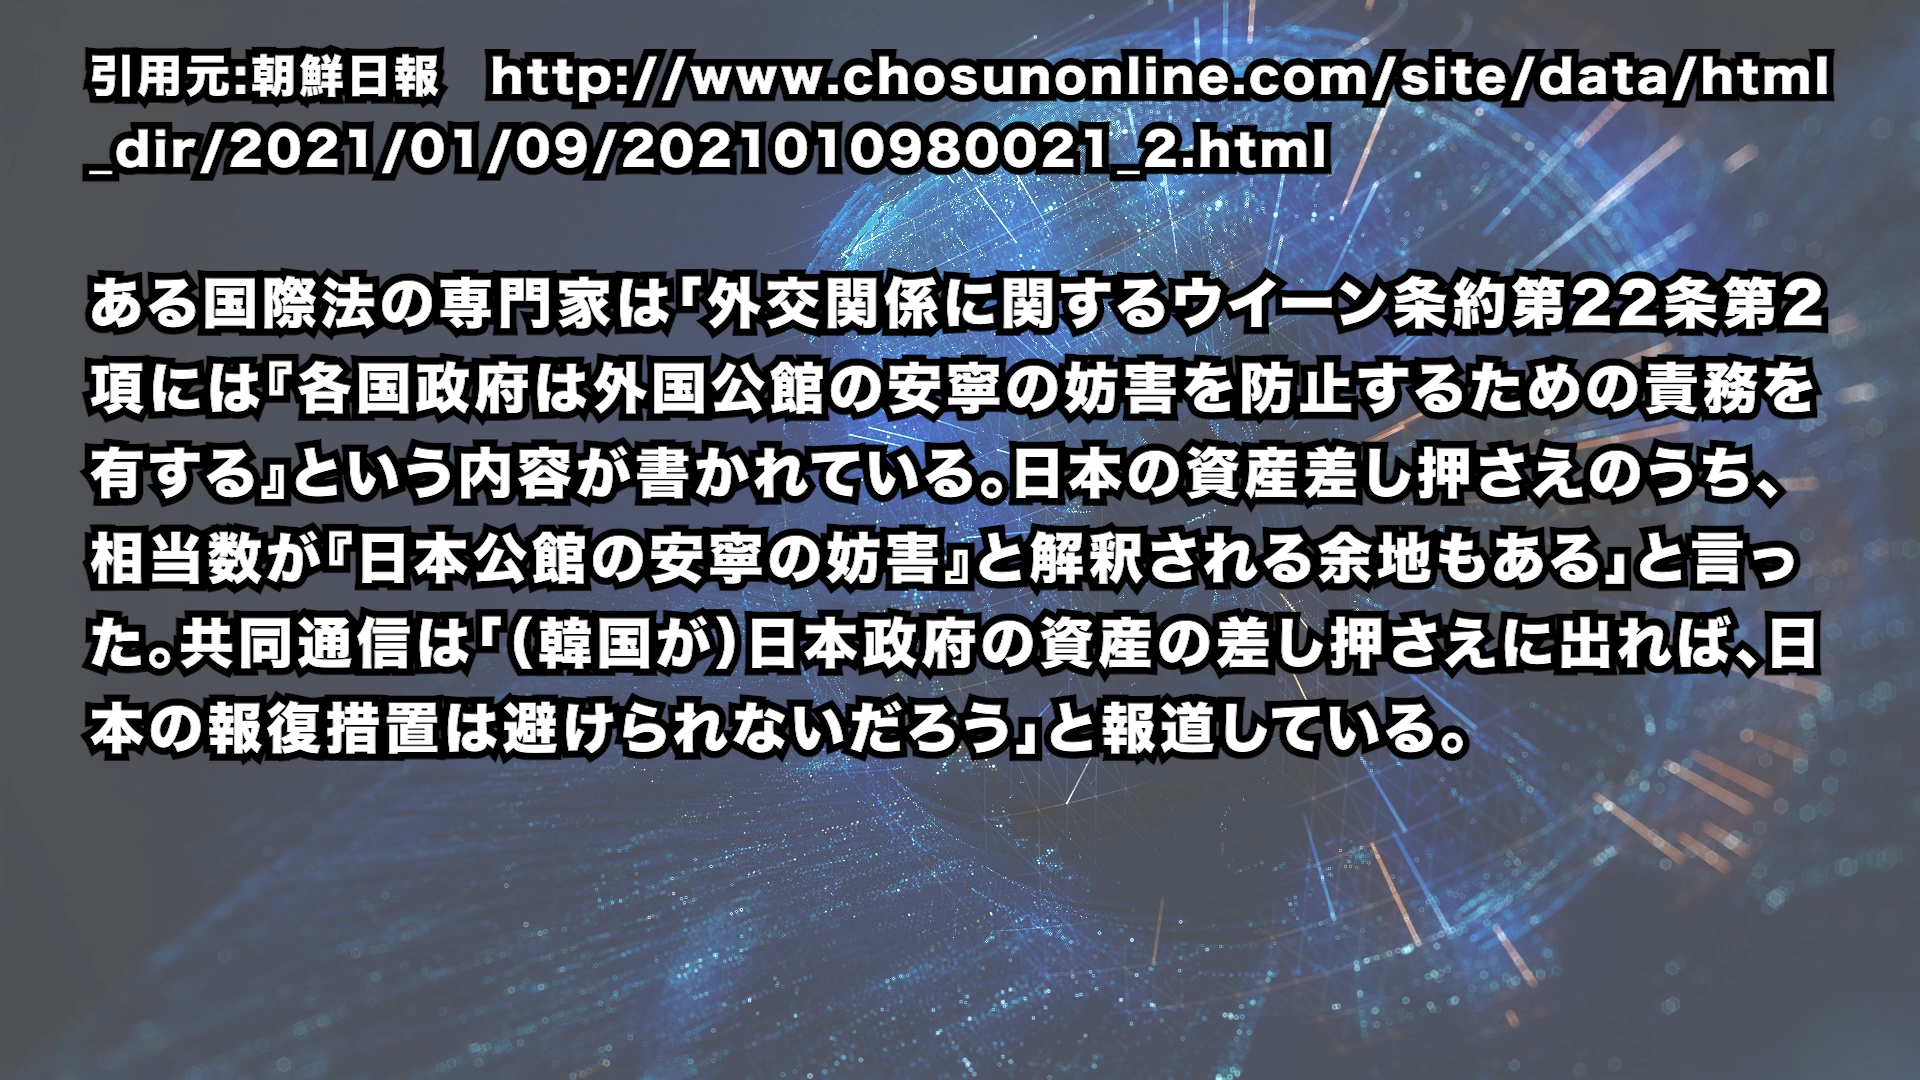 引用元:朝鮮日報　http://www.chosunonline.com/site/data/html
_dir/2021/01/09/2021010980021_2.html
ある国際法の専門家は「外交関係に関するウイーン条約第22条第2
項には『各国政府は外国公館の安寧の妨害を防止するための責務を
有する』という内容が書かれている。日本の資産差し押さえのうち、
相当数が『日本公館の安寧の妨害』と解釈される余地もある」と言っ
た。共同通信は「（韓国が）日本政府の資産の差し押さえに出れば、日
本の報復措置は避けられないだろう」と報道している。